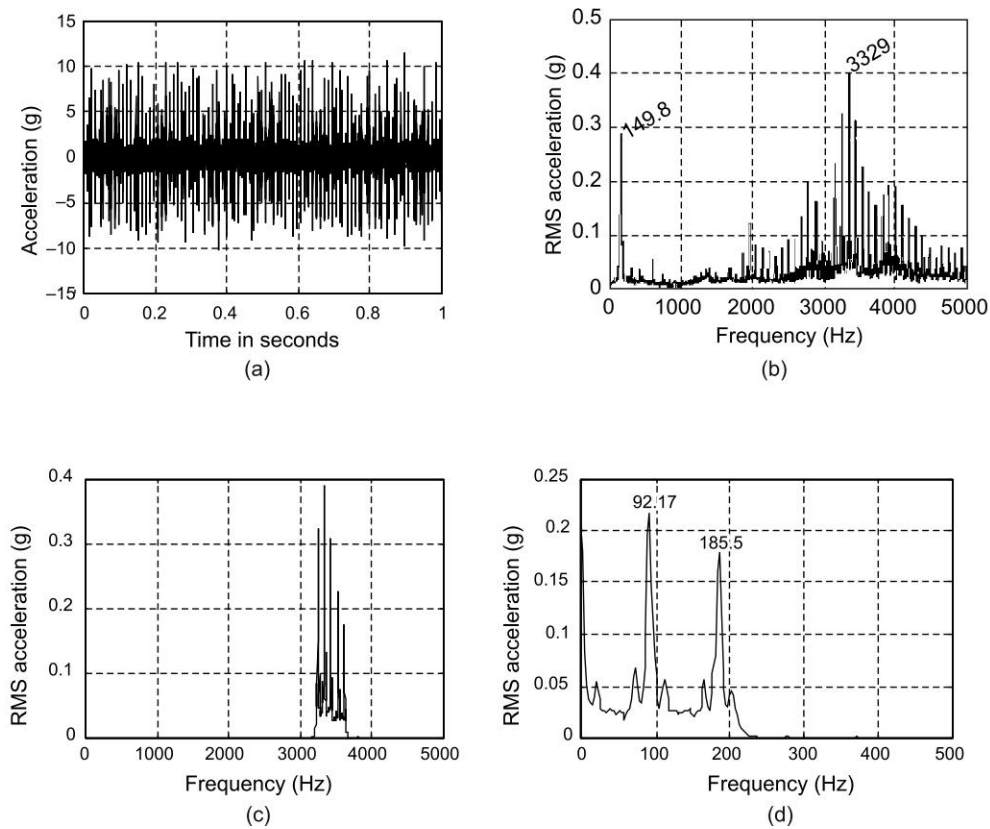 15
10
5
0
–5
–10
–15
Acceleration (g)
0 0.2 0.4 0.6 0.8 1
Time in seconds
(a)
0.5
0.4
0.3
0.2
0.1
0
RMS acceleration (g)
149.8
3329
0 1000 2000 3000 4000 5000
Frequency (Hz)
(b)
0.4
0.3
0.2
0.1
0
RMS acceleration (g)
0 1000 2000 3000 4000 5000
Frequency (Hz)
(c)
0.25
0.2
0.15
0.1
0.05
0
RMS acceleration (g)
92.17
185.5
0 100 200 300 400 500
Frequency (Hz)
(d)